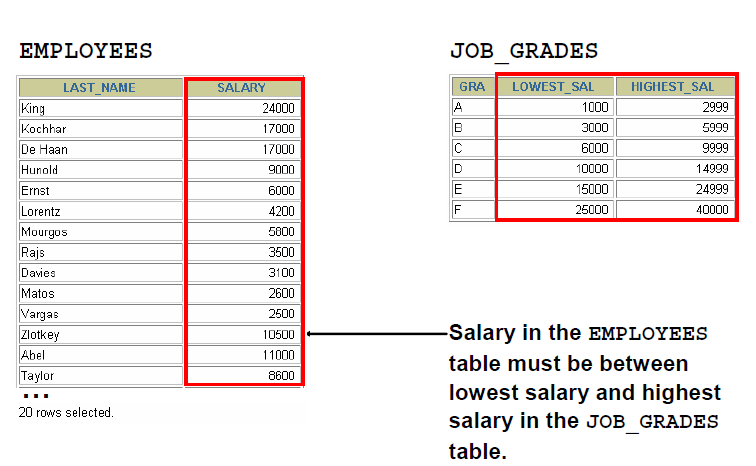 EMPLOYEES
LAST_NAME SALARY
King 24000
Kochhar 17000
De Haan 17000
Hunold 9000
Ernst 6000
Lorentz 4200
Mourgos 5800
Rajs 3500
Davies 3100
Matos 2600
Vargas 2500
Zlotkey 10500
Abel 11000
Taylor 8600
...
20 rows selected.
JOB_GRADES
GRA LOWEST_SAL HIGHEST_SAL
A 1000 2999
B 3000 5999
C 6000 9999
D 10000 14999
E 15000 24999
F 25000 40000
Salary in the EMPLOYEES
table must be between
lowest salary and highest
salary in the JOB_GRADES
table.